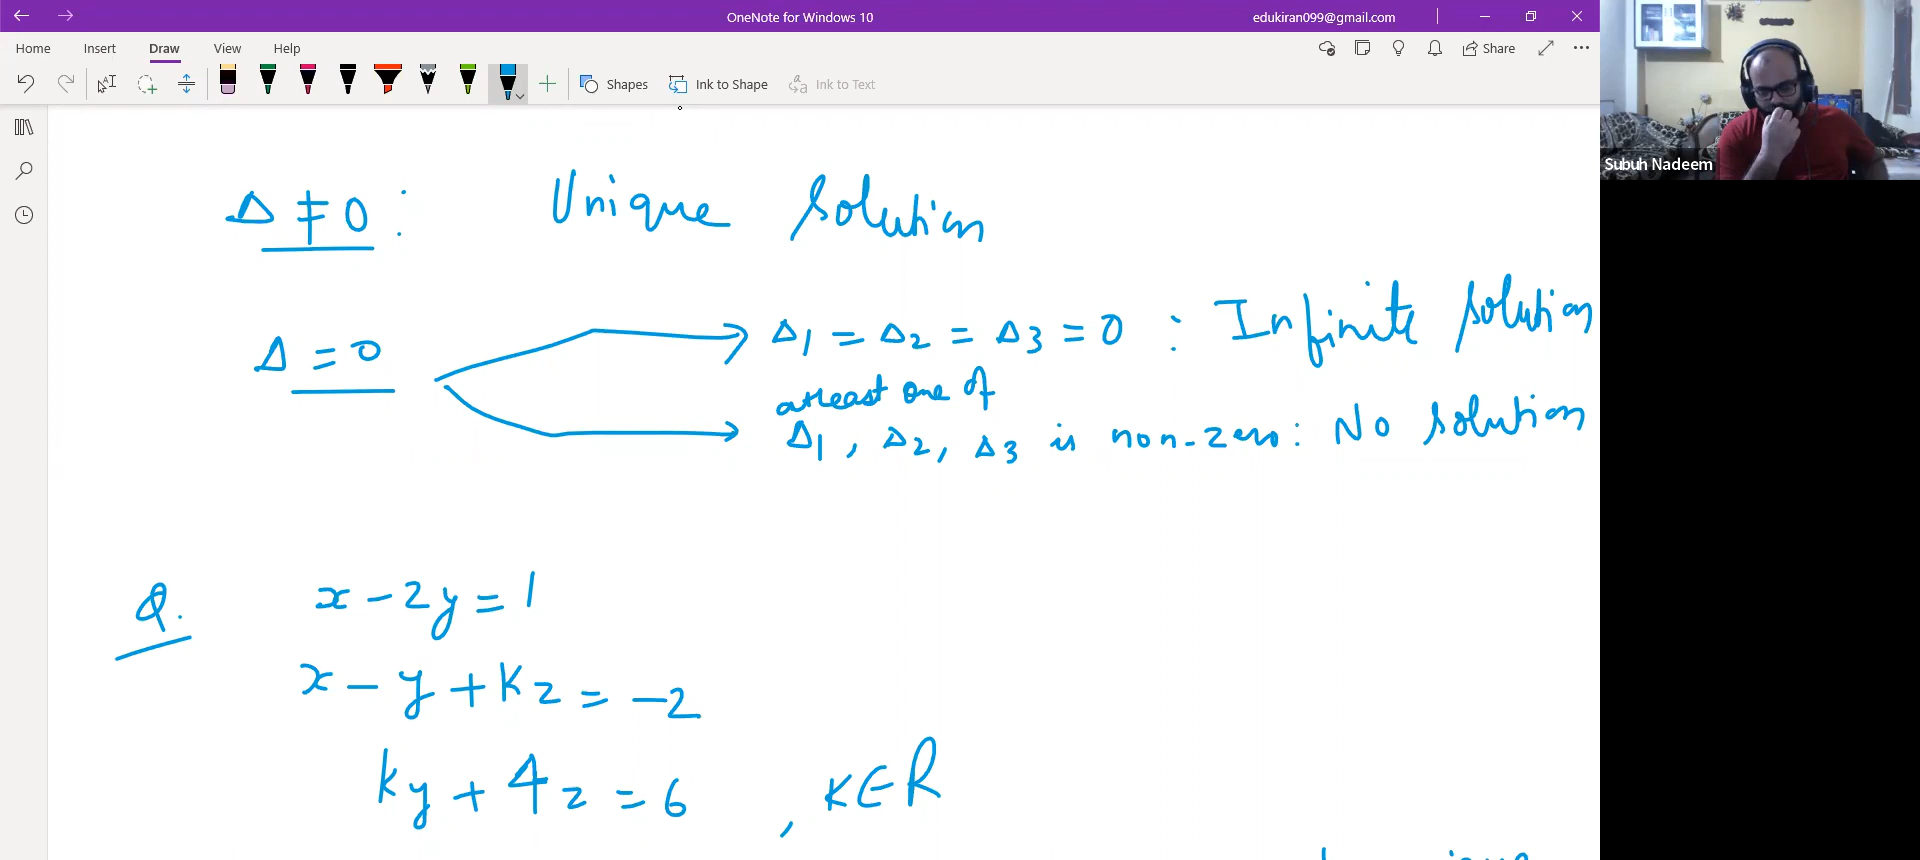 OneNote for Windows 10
edukiran099@gmail.com
Home Insert Draw View Help
Share
Shapes Ink to Shape Ink to Text
Subuh Nadeem
Δ ≠ 0 : Unique solution
Δ = 0
Δ1 = Δ2 = Δ3 = 0 : Infinite solution
atleast one of
Δ1, Δ2, Δ3 is non-zero: No solution
Q. x - 2y = 1
x - y + kz = -2
ky + 4z = 6 , K∈R